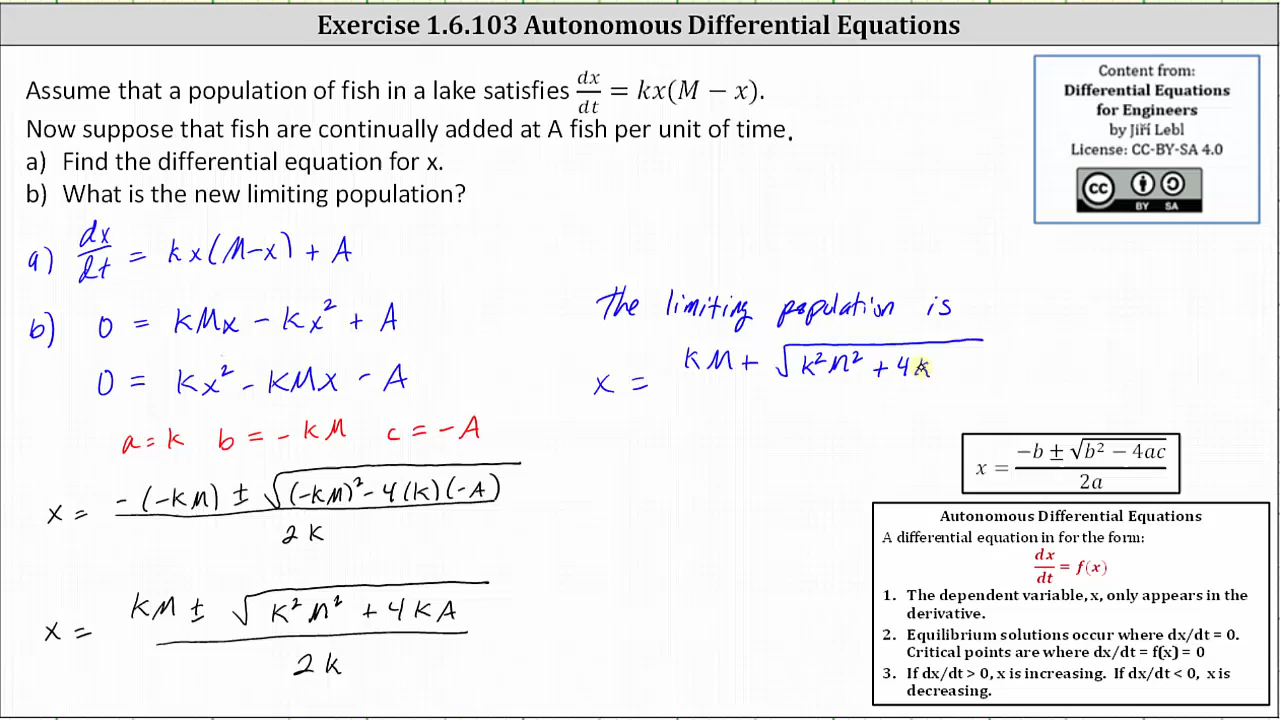 Exercise 1.6.103 Autonomous Differential Equations
Assume that a population of fish in a lake satisfies dx/dt = kx(M − x).
Now suppose that fish are continually added at A fish per unit of time.
a) Find the differential equation for x.
b) What is the new limiting population?
Content from:
Differential Equations
for Engineers
by Jiří Lebl
License: CC-BY-SA 4.0
CC BY SA
a) dx/dt = kx(M-x) + A
b) 0 = kMx - kx² + A
0 = kx² - kMx - A
a = k b = -kM c = -A
x = (-(-kM) ± √((-kM)² - 4(k)(-A))) / 2k
x = (kM ± √(k²M² + 4kA)) / 2k
The limiting population is
x = kM + √(k²M² + 4k
x = (−b ± √(b² − 4ac)) / 2a
Autonomous Differential Equations
A differential equation in for the form:
dx/dt = f(x)
1. The dependent variable, x, only appears in the
derivative.
2. Equilibrium solutions occur where dx/dt = 0.
Critical points are where dx/dt = f(x) = 0
3. If dx/dt > 0, x is increasing. If dx/dt < 0, x is
decreasing.